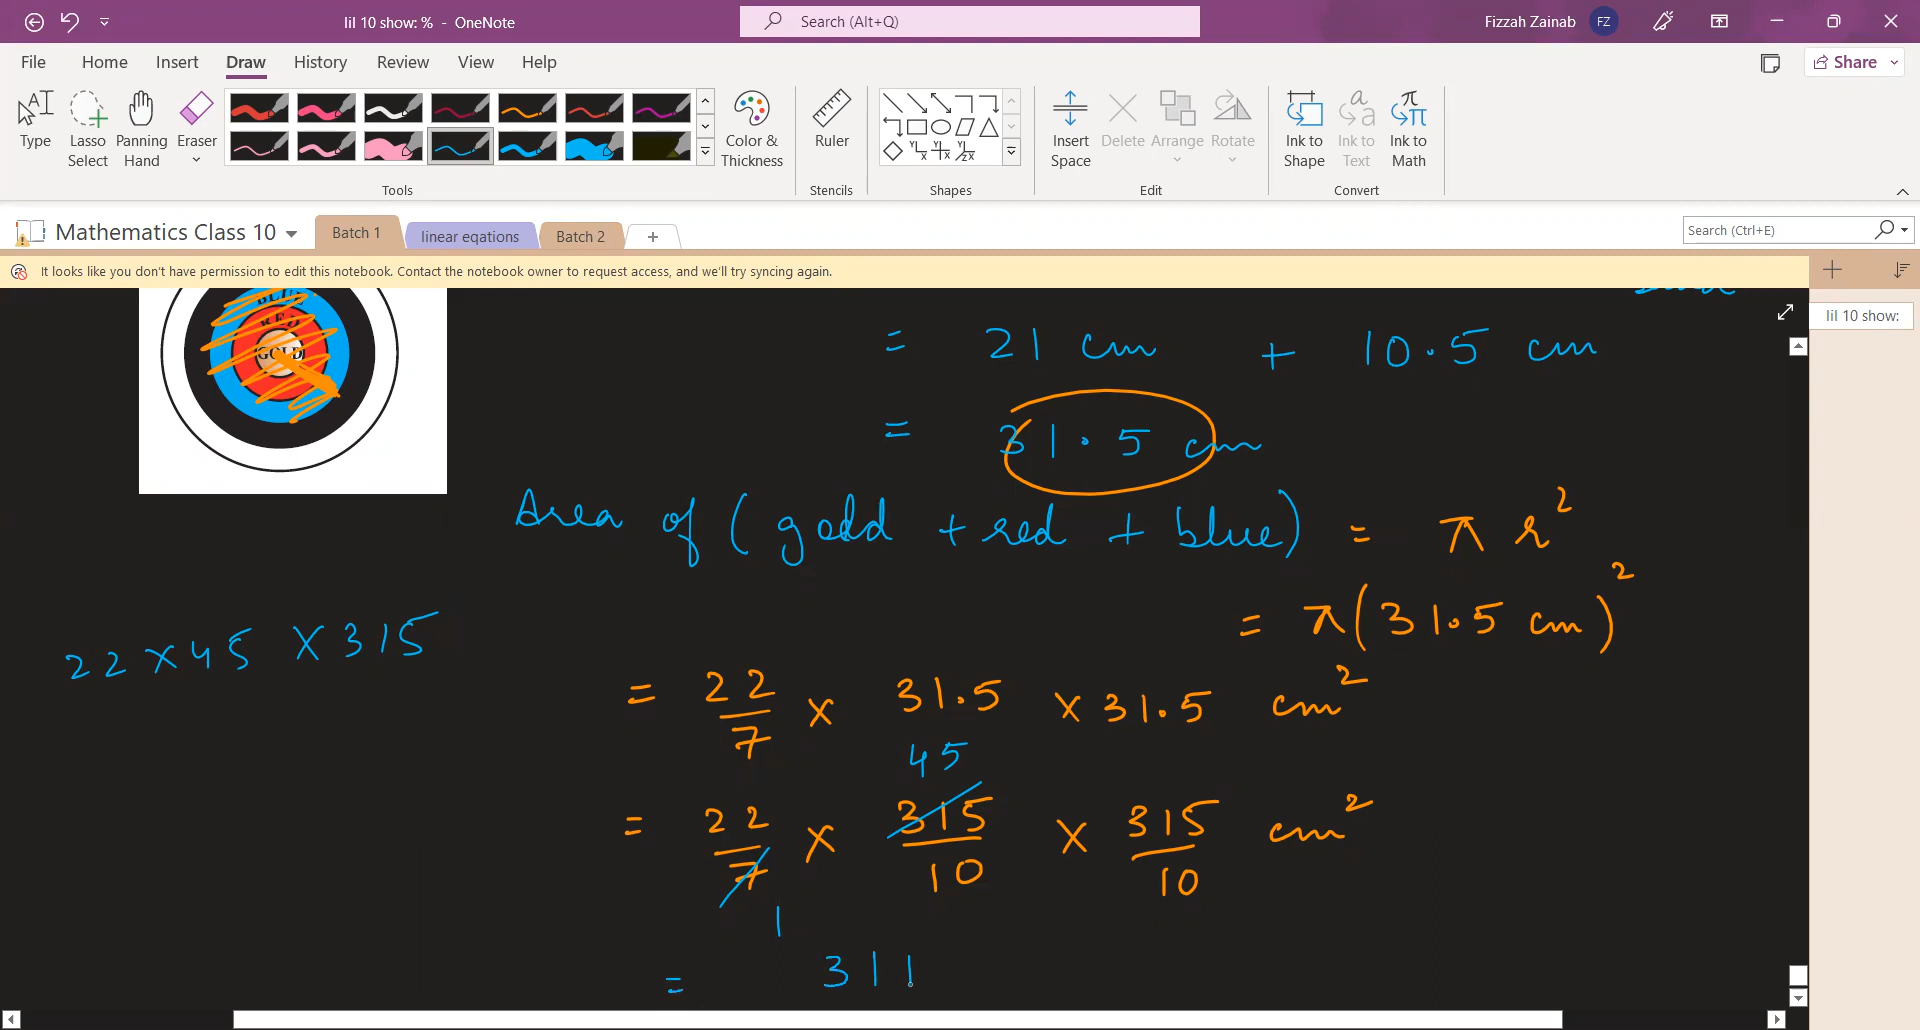 lil 10 show: % - OneNote
Search (Alt+Q)
Fizzah Zainab
FZ
File Home Insert Draw History Review View Help
Share
Type
Lasso Select
Panning Hand
Eraser
Color & Thickness
Ruler
Insert Space
Delete
Arrange
Rotate
Ink to Shape
Ink to Text
Ink to Math
Tools
Stencils
Shapes
Edit
Convert
Mathematics Class 10
Batch 1
linear eqations
Batch 2
Search (Ctrl+E)
It looks like you don't have permission to edit this notebook. Contact the notebook owner to request access, and we'll try syncing again.
lil 10 show:
BLUE
RED
GOLD
= 21 cm + 10.5 cm
= 31.5 cm
Area of (gold + red + blue) = π r²
= π(31.5 cm)²
22 x 45 x 315
= 22/7 x 31.5 x 31.5 cm²
45
= 22/7 x 315/10 x 315/10 cm²
1
= 311